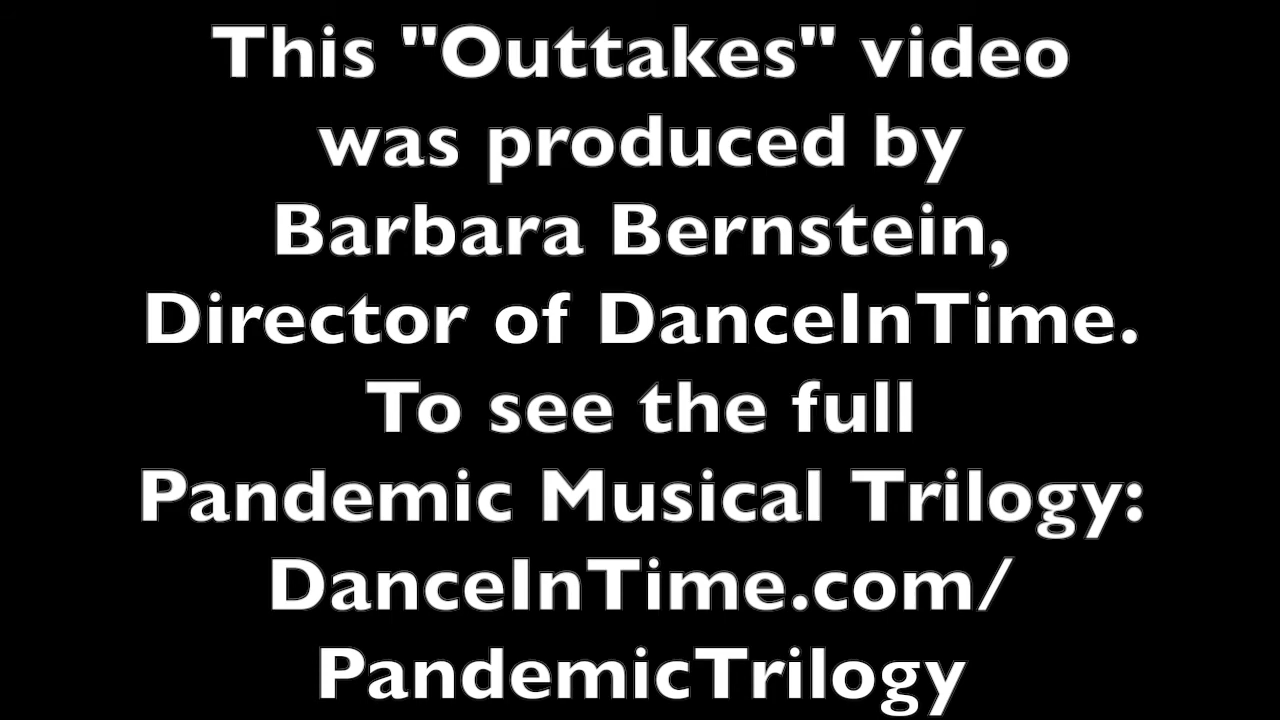 This "Outtakes" video
was produced by
Barbara Bernstein,
Director of DanceInTime.
To see the full
Pandemic Musical Trilogy:
DanceInTime.com/
PandemicTrilogy